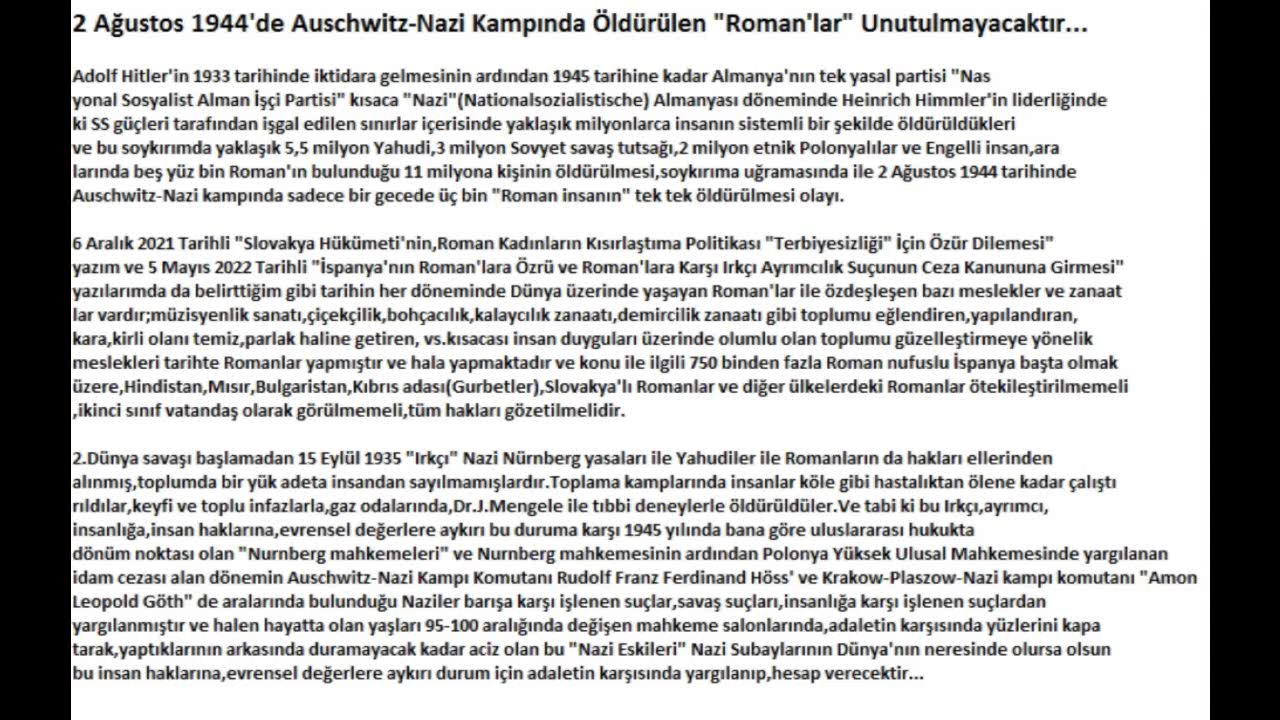 2 Ağustos 1944'de Auschwitz-Nazi Kampında Öldürülen "Roman'lar" Unutulmayacaktır...
Adolf Hitler'in 1933 tarihinde iktidara gelmesinin ardından 1945 tarihine kadar Almanya'nın tek yasal partisi "Nas
yonal Sosyalist Alman İşçi Partisi" kısaca "Nazi"(Nationalsozialistische) Almanyası döneminde Heinrich Himmler'in liderliğinde
ki SS güçleri tarafından işgal edilen sınırlar içerisinde yaklaşık milyonlarca insanın sistemli bir şekilde öldürüldükleri
ve bu soykırımda yaklaşık 5,5 milyon Yahudi,3 milyon Sovyet savaş tutsağı,2 milyon etnik Polonyalılar ve Engelli insan,ara
larında beş yüz bin Roman'ın bulunduğu 11 milyona kişinin öldürülmesi,soykırıma uğramasında ile 2 Ağustos 1944 tarihinde
Auschwitz-Nazi kampında sadece bir gecede üç bin "Roman insanın" tek tek öldürülmesi olayı.
6 Aralık 2021 Tarihli "Slovakya Hükümeti'nin,Roman Kadınların Kısırlaştıma Politikası "Terbiyesizliği" İçin Özür Dilemesi"
yazım ve 5 Mayıs 2022 Tarihli "İspanya'nın Roman'lara Özrü ve Roman'lara Karşı Irkçı Ayrımcılık Suçunun Ceza Kanununa Girmesi"
yazılarımda da belirttiğim gibi tarihin her döneminde Dünya üzerinde yaşayan Roman'lar ile özdeşleşen bazı meslekler ve zanaat
lar vardır;müzisyenlik sanatı,çiçekçilik,bohçacılık,kalaycılık zanaatı,demircilik zanaatı gibi toplumu eğlendiren,yapılandıran,
kara,kirli olanı temiz,parlak haline getiren, vs.kısacası insan duyguları üzerinde olumlu olan toplumu güzelleştirmeye yönelik
meslekleri tarihte Romanlar yapmıştır ve hala yapmaktadır ve konu ile ilgili 750 binden fazla Roman nufuslu İspanya başta olmak
üzere,Hindistan,Mısır,Bulgaristan,Kıbrıs adası(Gurbetler),Slovakya'lı Romanlar ve diğer ülkelerdeki Romanlar ötekileştirilmemeli
,ikinci sınıf vatandaş olarak görülmemeli,tüm hakları gözetilmelidir.
2.Dünya savaşı başlamadan 15 Eylül 1935 "Irkçı" Nazi Nürnberg yasaları ile Yahudiler ile Romanların da hakları ellerinden
alınmış,toplumda bir yük adeta insandan sayılmamışlardır.Toplama kamplarında insanlar köle gibi hastalıktan ölene kadar çalıştı
rıldılar,keyfi ve toplu infazlarla,gaz odalarında,Dr.J.Mengele ile tıbbi deneylerle öldürüldüler.Ve tabi ki bu Irkçı,ayrımcı,
insanlığa,insan haklarına,evrensel değerlere aykırı bu duruma karşı 1945 yılında bana göre uluslararası hukukta
dönüm noktası olan "Nurnberg mahkemeleri" ve Nurnberg mahkemesinin ardından Polonya Yüksek Ulusal Mahkemesinde yargılanan
idam cezası alan dönemin Auschwitz-Nazi Kampı Komutanı Rudolf Franz Ferdinand Höss' ve Krakow-Plaszow-Nazi kampı komutanı "Amon
Leopold Göth" de aralarında bulunduğu Naziler barışa karşı işlenen suçlar,savaş suçları,insanlığa karşı işlenen suçlardan
yargılanmıştır ve halen hayatta olan yaşları 95-100 aralığında değişen mahkeme salonlarında,adaletin karşısında yüzlerini kapa
tarak,yaptıklarının arkasında duramayacak kadar aciz olan bu "Nazi Eskileri" Nazi Subaylarının Dünya'nın neresinde olursa olsun
bu insan haklarına,evrensel değerlere aykırı durum için adaletin karşısında yargılanıp,hesap verecektir...